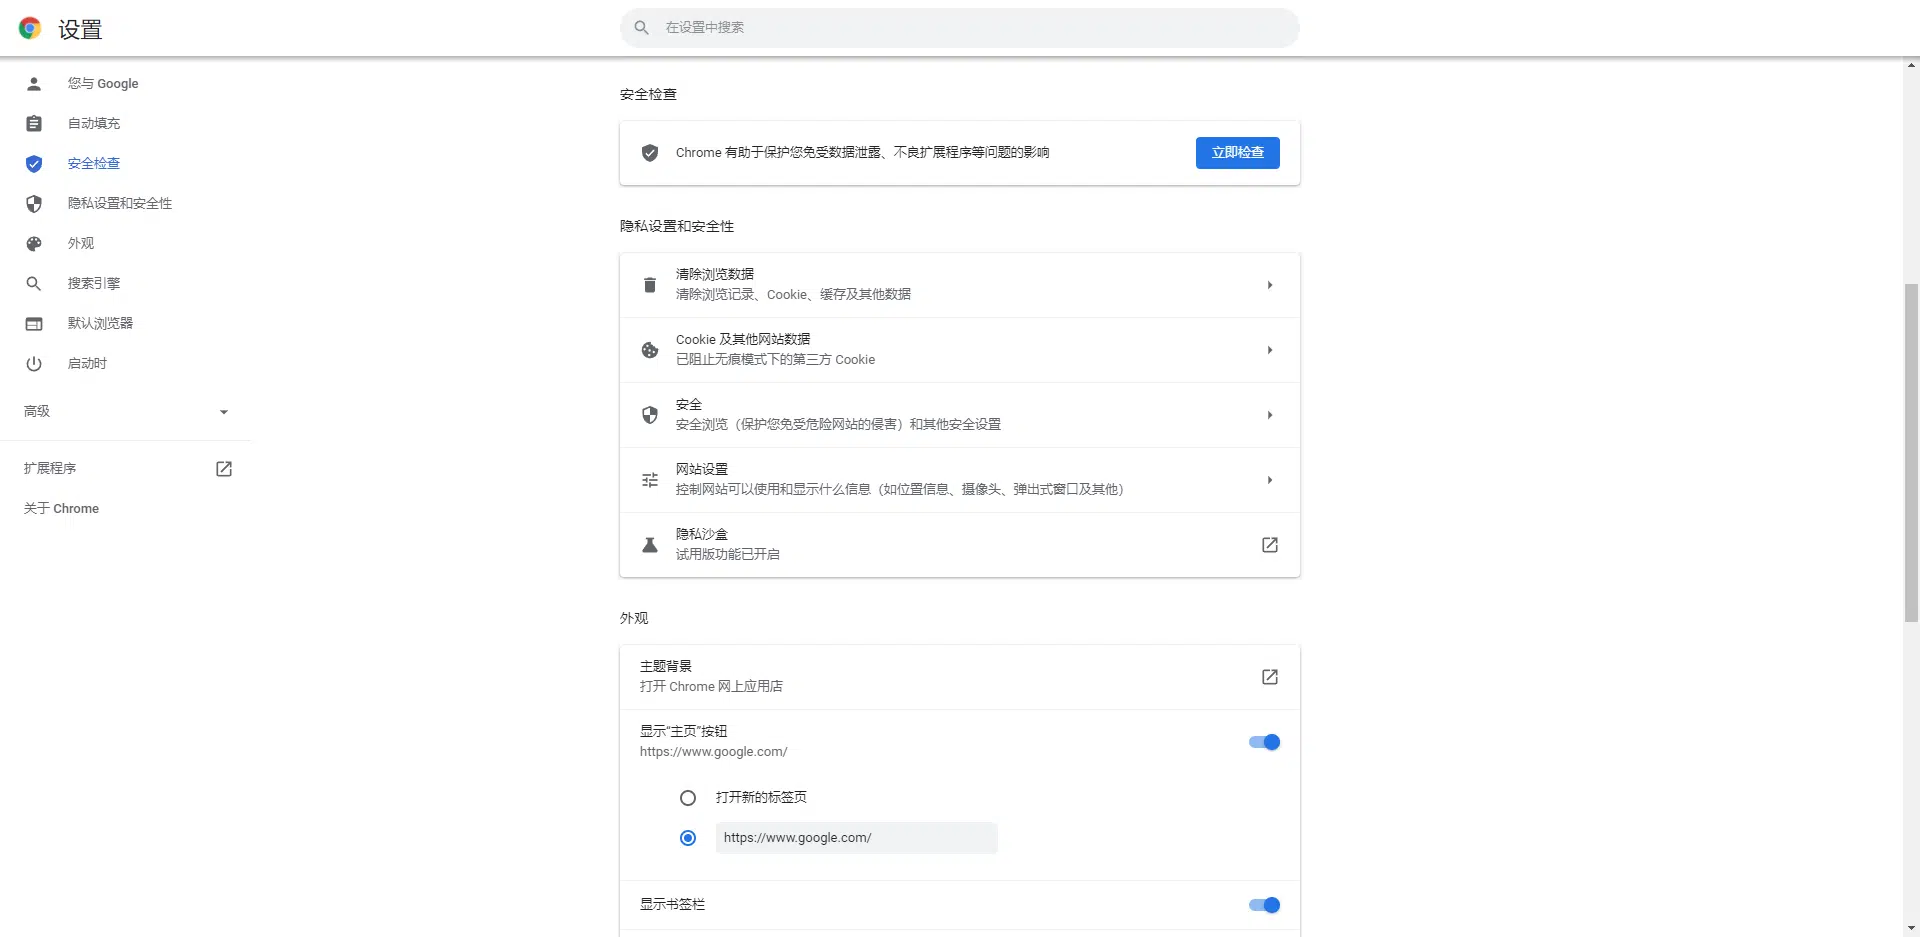 设置
在设置中搜索
您与 Google
自动填充
安全检查
隐私设置和安全性
外观
搜索引擎
默认浏览器
启动时
高级
扩展程序
关于 Chrome
安全检查
Chrome 有助于保护您免受数据泄露、不良扩展程序等问题的影响
立即检查
隐私设置和安全性
清除浏览数据
清除浏览记录、Cookie、缓存及其他数据
Cookie 及其他网站数据
已阻止无痕模式下的第三方 Cookie
安全
安全浏览（保护您免受危险网站的侵害）和其他安全设置
网站设置
控制网站可以使用和显示什么信息（如位置信息、摄像头、弹出式窗口及其他）
隐私沙盒
试用版功能已开启
外观
主题背景
打开 Chrome 网上应用店
显示“主页”按钮
https://www.google.com/
打开新的标签页
https://www.google.com/
显示书签栏